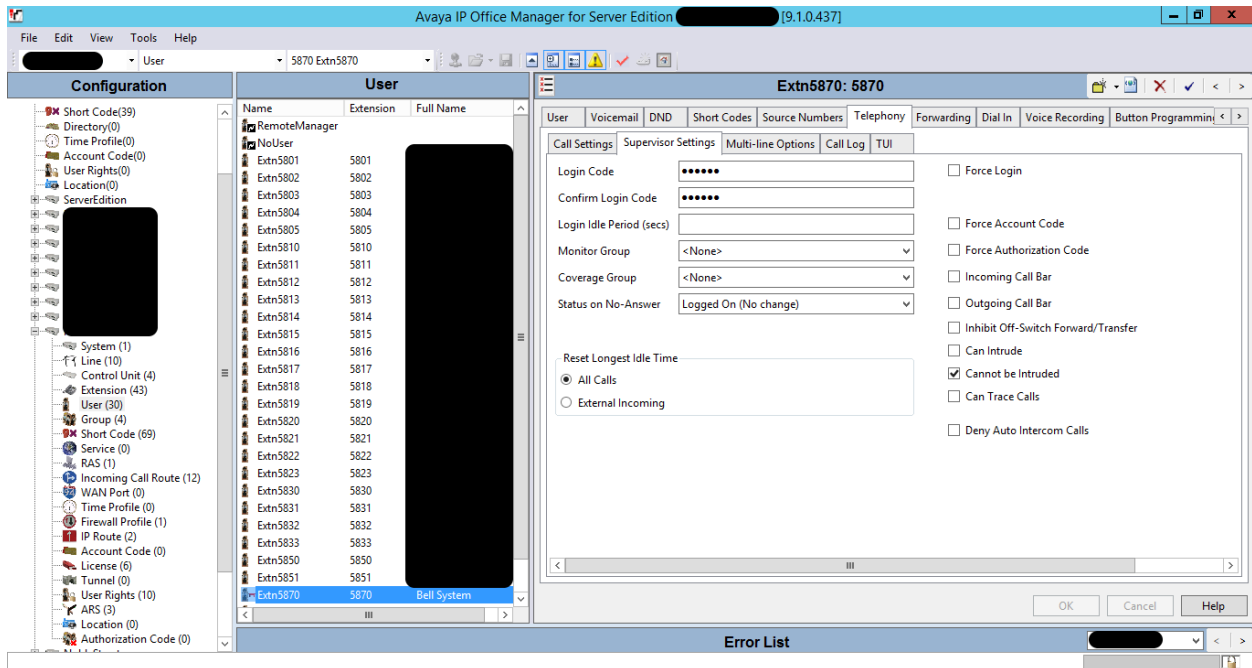 Avaya IP Office Manager for Server Edition [9.1.0.437]
File Edit View Tools Help
User 5870 Extn5870
Configuration
Short Code(39)
Directory(0)
Time Profile(0)
Account Code(0)
User Rights(0)
Location(0)
ServerEdition
System (1)
Line (10)
Control Unit (4)
Extension (43)
User (30)
Group (4)
Short Code (69)
Service (0)
RAS (1)
Incoming Call Route (12)
WAN Port (0)
Time Profile (0)
Firewall Profile (1)
IP Route (2)
Account Code (0)
License (6)
Tunnel (0)
User Rights (10)
ARS (3)
Location (0)
Authorization Code (0)
User
Name Extension Full Name
RemoteManager
NoUser
Extn5801 5801
Extn5802 5802
Extn5803 5803
Extn5804 5804
Extn5805 5805
Extn5810 5810
Extn5811 5811
Extn5812 5812
Extn5813 5813
Extn5814 5814
Extn5815 5815
Extn5816 5816
Extn5817 5817
Extn5818 5818
Extn5819 5819
Extn5820 5820
Extn5821 5821
Extn5822 5822
Extn5823 5823
Extn5830 5830
Extn5831 5831
Extn5832 5832
Extn5833 5833
Extn5850 5850
Extn5851 5851
Extn5870 5870 Bell System
Extn5870: 5870
User Voicemail DND Short Codes Source Numbers Telephony Forwarding Dial In Voice Recording Button Programming
Call Settings Supervisor Settings Multi-line Options Call Log TUI
Login Code ●●●●●● Force Login
Confirm Login Code ●●●●●●
Login Idle Period (secs) Force Account Code
Monitor Group <None> Force Authorization Code
Coverage Group <None> Incoming Call Bar
Status on No-Answer Logged On (No change) Outgoing Call Bar
Inhibit Off-Switch Forward/Transfer
Reset Longest Idle Time Can Intrude
All Calls Cannot be Intruded
External Incoming Can Trace Calls
Deny Auto Intercom Calls
OK Cancel Help
Error List